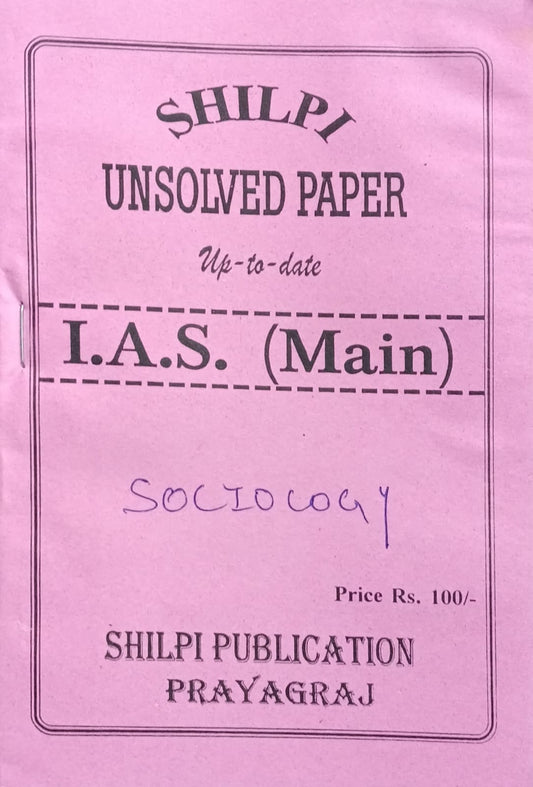 SHILPI
UNSOLVED PAPER
Up-to-date
I.A.S. (Main)
SOCIOLOGY
Price Rs. 100/-
SHILPI PUBLICATION
PRAYAGRAJ